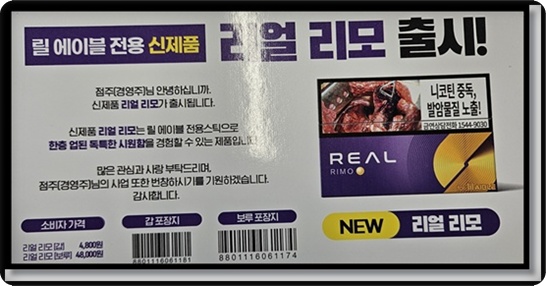 릴 에이블 전용 신제품 리얼 리모 출시!
점주(경영주)님 안녕하십니까.
신제품 리얼 리모가 출시됩니다.
신제품 리얼 리모는 릴 에이블 전용스틱으로
한층 업된 독특한 시원함을 경험할 수 있는 제품입니다.
많은 관심과 사랑 부탁드리며,
점주(경영주)님의 사업 또한 번창하시기를 기원하겠습니다.
감사합니다.
니코틴 중독,
발암물질 노출!
금연상담전화 1544-9030
REAL
RIMO
NEW 리얼 리모
소비자 가격
리얼 리모 [갑] 4,800원
리얼 리모 [보루] 48,000원
갑 포장지
8801116061181
보루 포장지
8801116061174